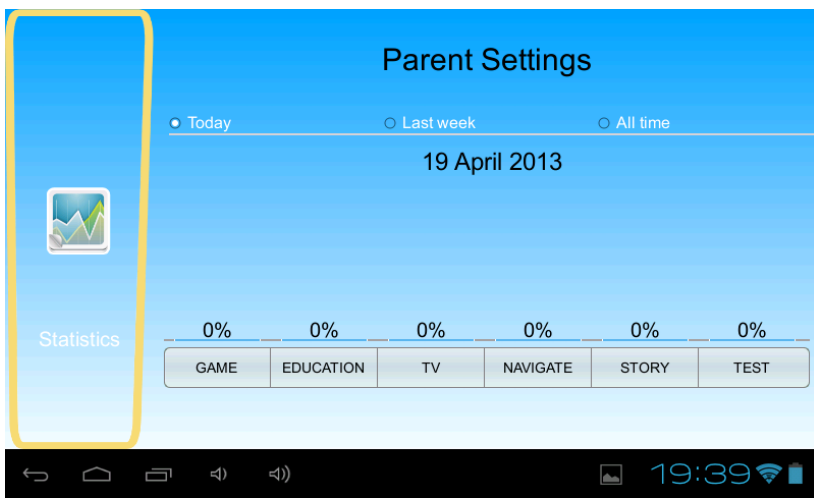 Parent Settings
Today Last week All time
19 April 2013
Statistics
0% 0% 0% 0% 0% 0%
GAME EDUCATION TV NAVIGATE STORY TEST
19:39